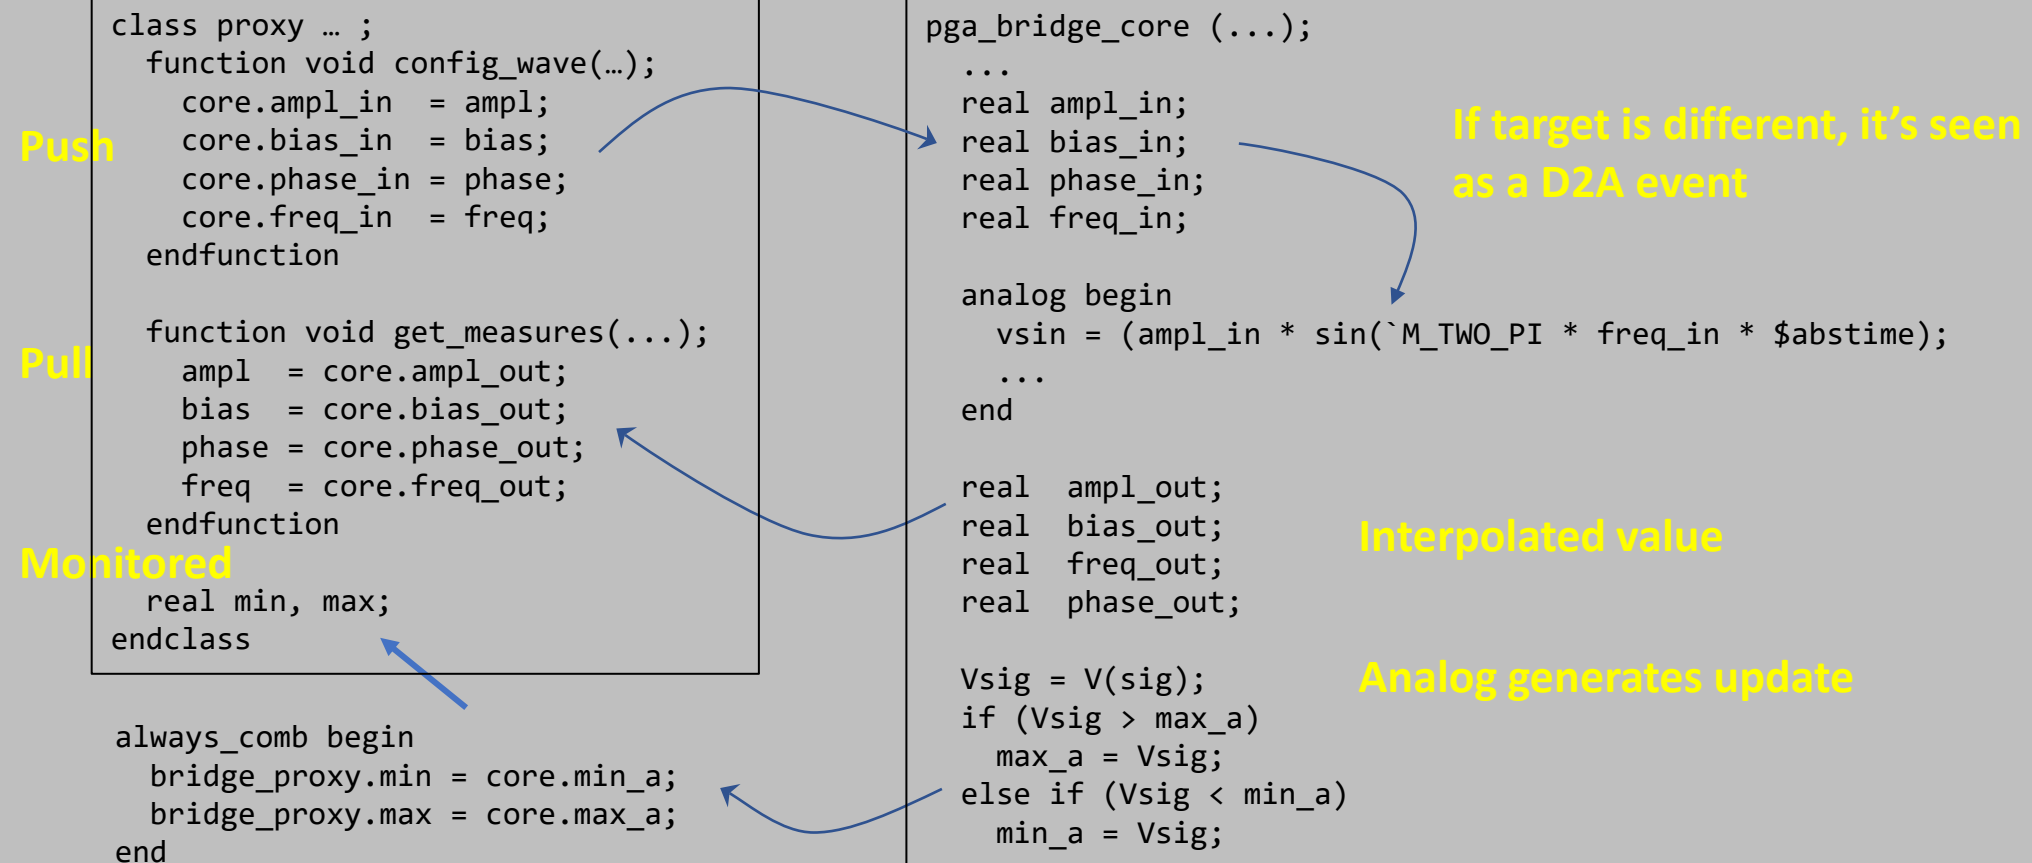 class proxy … ;
function void config_wave(…);
core.ampl_in = ampl;
Push
core.bias_in = bias;
core.phase_in = phase;
core.freq_in = freq;
endfunction
Pull
function void get_measures(...);
ampl = core.ampl_out;
bias = core.bias_out;
phase = core.phase_out;
freq = core.freq_out;
endfunction
Monitored
real min, max;
endclass
always_comb begin
bridge_proxy.min = core.min_a;
bridge_proxy.max = core.max_a;
end
pga_bridge_core (...);
...
real ampl_in;
real bias_in;
real phase_in;
real freq_in;
If target is different, it’s seen
as a D2A event
analog begin
vsin = (ampl_in * sin(`M_TWO_PI * freq_in * $abstime);
...
end
real ampl_out;
real bias_out;
real freq_out;
real phase_out;
Interpolated value
Analog generates update
Vsig = V(sig);
if (Vsig > max_a)
max_a = Vsig;
else if (Vsig < min_a)
min_a = Vsig;